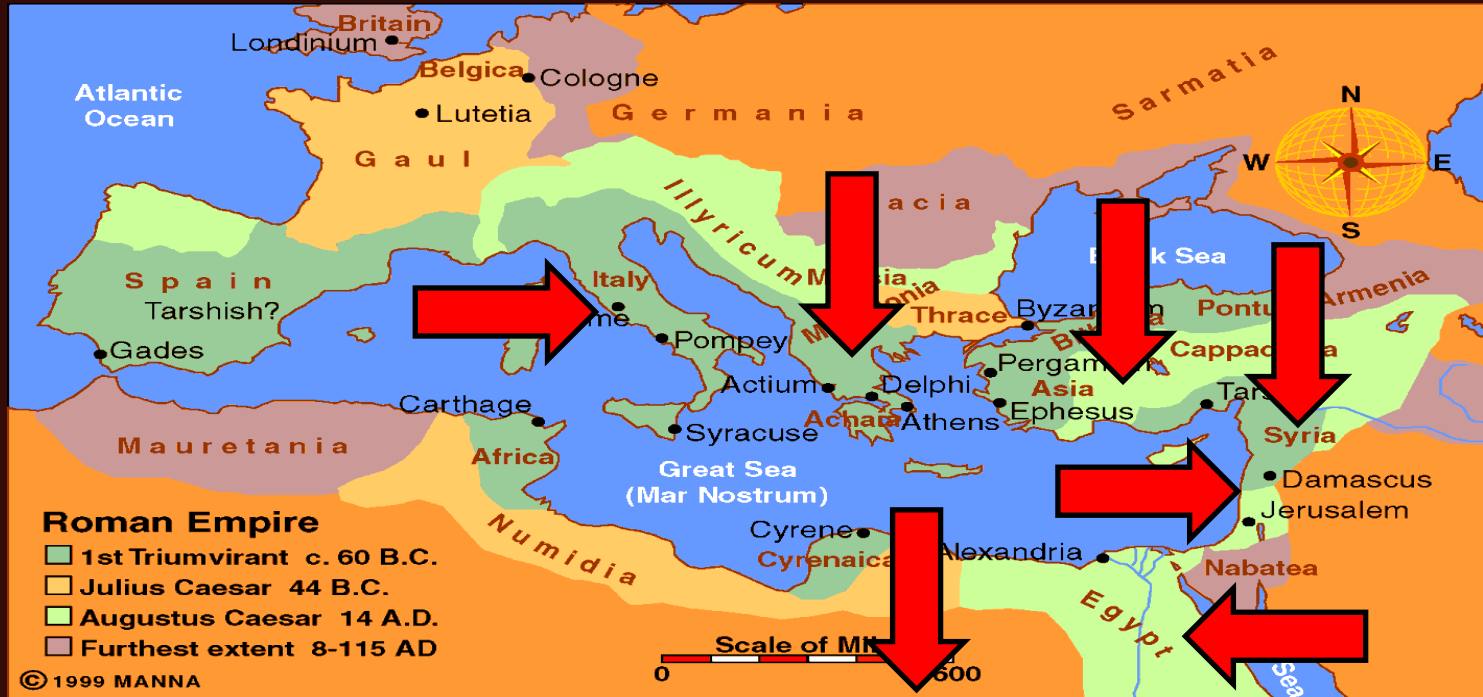 Britain
Londinium
Belgica
Cologne
Atlantic
Ocean
Lutetia
Germania
Sarmatia
N
W
E
S
Gaul
Illyricum
acia
Black Sea
Spain
Tarshish?
Italy
Armenia
Thrace
Pompey
Pergamum
Asia
Gades
Actium
Delphi
Ephesus
Carthage
Achaia
Athens
Syria
Mauretania
Africa
Syracuse
Great Sea
(Mar Nostrum)
Damascus
Jerusalem
Roman Empire
1st Triumvirant c. 60 B.C.
Julius Caesar 44 B.C.
Augustus Caesar 14 A.D.
Furthest extent 8-115 AD
Numidia
Cyrene
Cyrenaica
Alexandria
Nabatea
Egypt
Scale of Mil
0
600
Sea
© 1999 MANNA